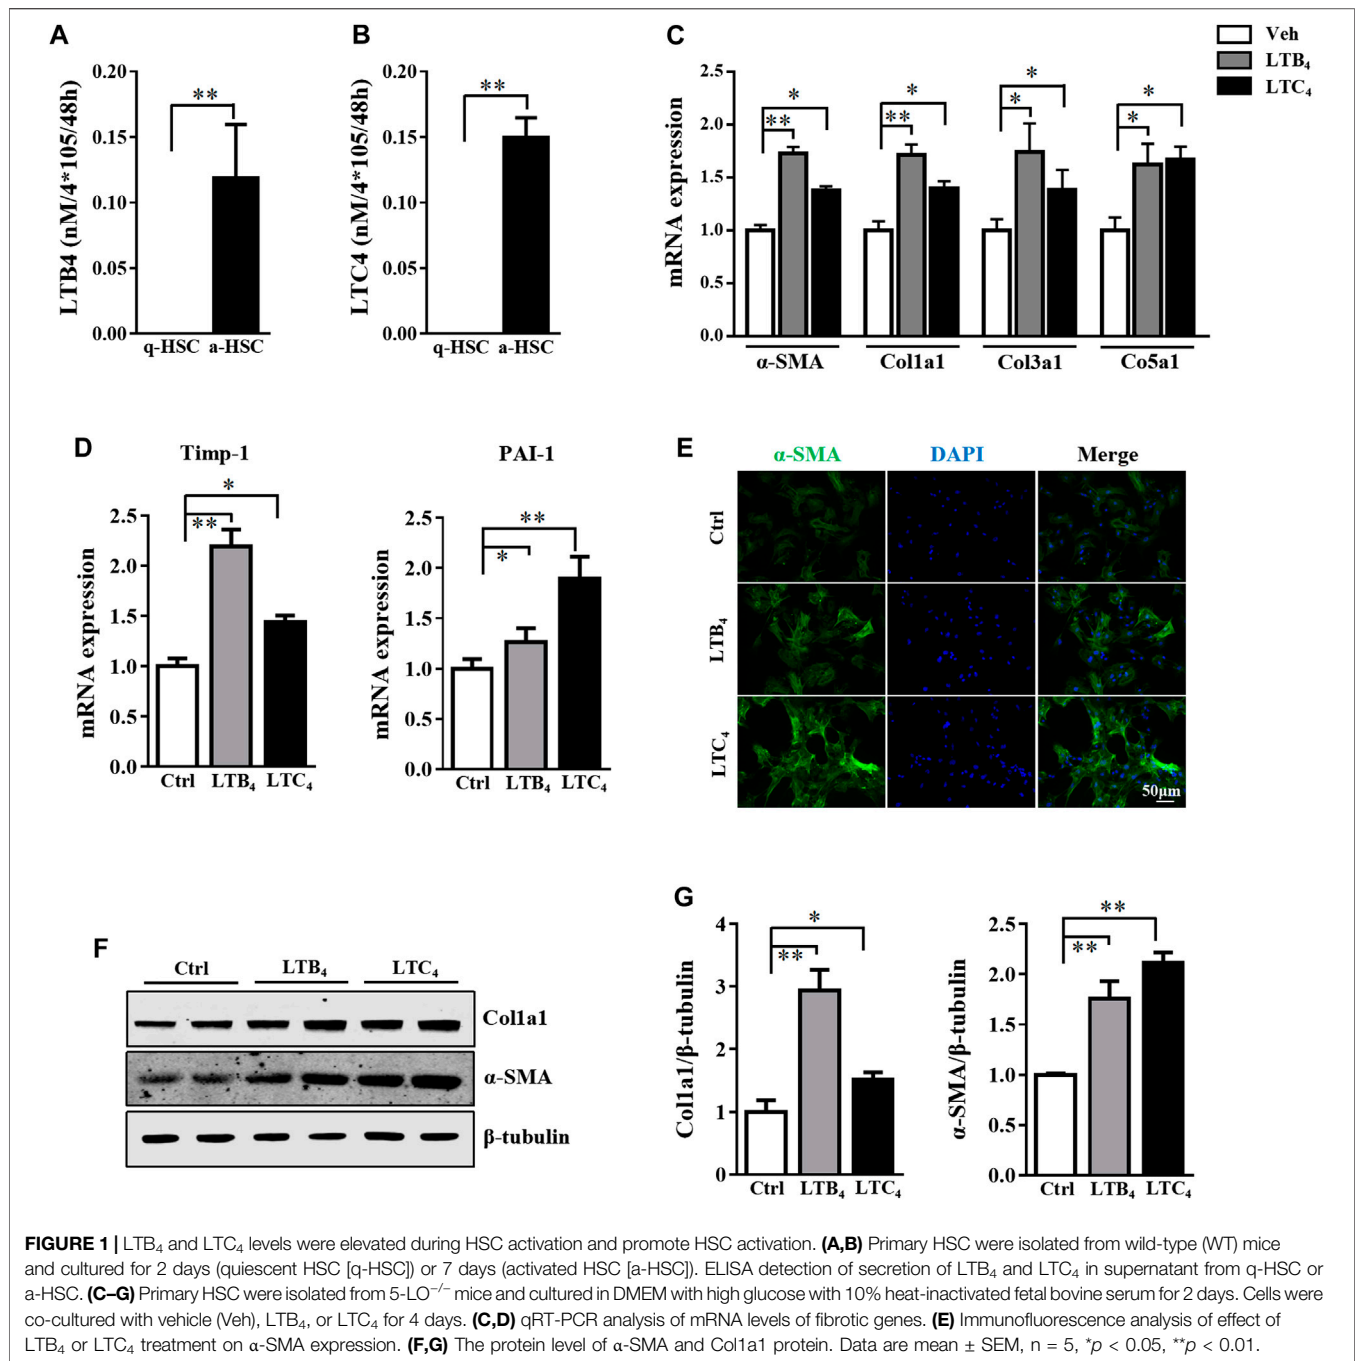 A
LTB4 (nM/4*105/48h)
0.20
0.15
0.10
0.05
0.00
**
q-HSC a-HSC
B
LTC4 (nM/4*105/48h)
0.20
0.15
0.10
0.05
0.00
**
q-HSC a-HSC
C
Veh
LTB₄
LTC₄
mRNA expression
2.5
2.0
1.5
1.0
0.5
0.0
** *
** *
* *
* *
α-SMA Col1a1 Col3a1 Co5a1
D
Timp-1
mRNA expression
2.5
2.0
1.5
1.0
0.5
0.0
*
**
Ctrl LTB₄ LTC₄
PAI-1
mRNA expression
2.5
2.0
1.5
1.0
0.5
0.0
**
*
Ctrl LTB₄ LTC₄
E
α-SMA DAPI Merge
Ctrl
LTB₄
LTC₄
50μm
F
Ctrl LTB₄ LTC₄
Col1a1
α-SMA
β-tubulin
G
Col1a1/β-tubulin
4
3
2
1
0
*
**
Ctrl LTB₄ LTC₄
α-SMA/β-tubulin
2.5
2.0
1.5
1.0
0.5
0.0
**
**
Ctrl LTB₄ LTC₄
FIGURE 1 | LTB₄ and LTC₄ levels were elevated during HSC activation and promote HSC activation. (A,B) Primary HSC were isolated from wild-type (WT) mice
and cultured for 2 days (quiescent HSC [q-HSC]) or 7 days (activated HSC [a-HSC]). ELISA detection of secretion of LTB₄ and LTC₄ in supernatant from q-HSC or
a-HSC. (C–G) Primary HSC were isolated from 5-LO⁻/⁻ mice and cultured in DMEM with high glucose with 10% heat-inactivated fetal bovine serum for 2 days. Cells were
co-cultured with vehicle (Veh), LTB₄, or LTC₄ for 4 days. (C,D) qRT-PCR analysis of mRNA levels of fibrotic genes. (E) Immunofluorescence analysis of effect of
LTB₄ or LTC₄ treatment on α-SMA expression. (F,G) The protein level of α-SMA and Col1a1 protein. Data are mean ± SEM, n = 5, *p < 0.05, **p < 0.01.